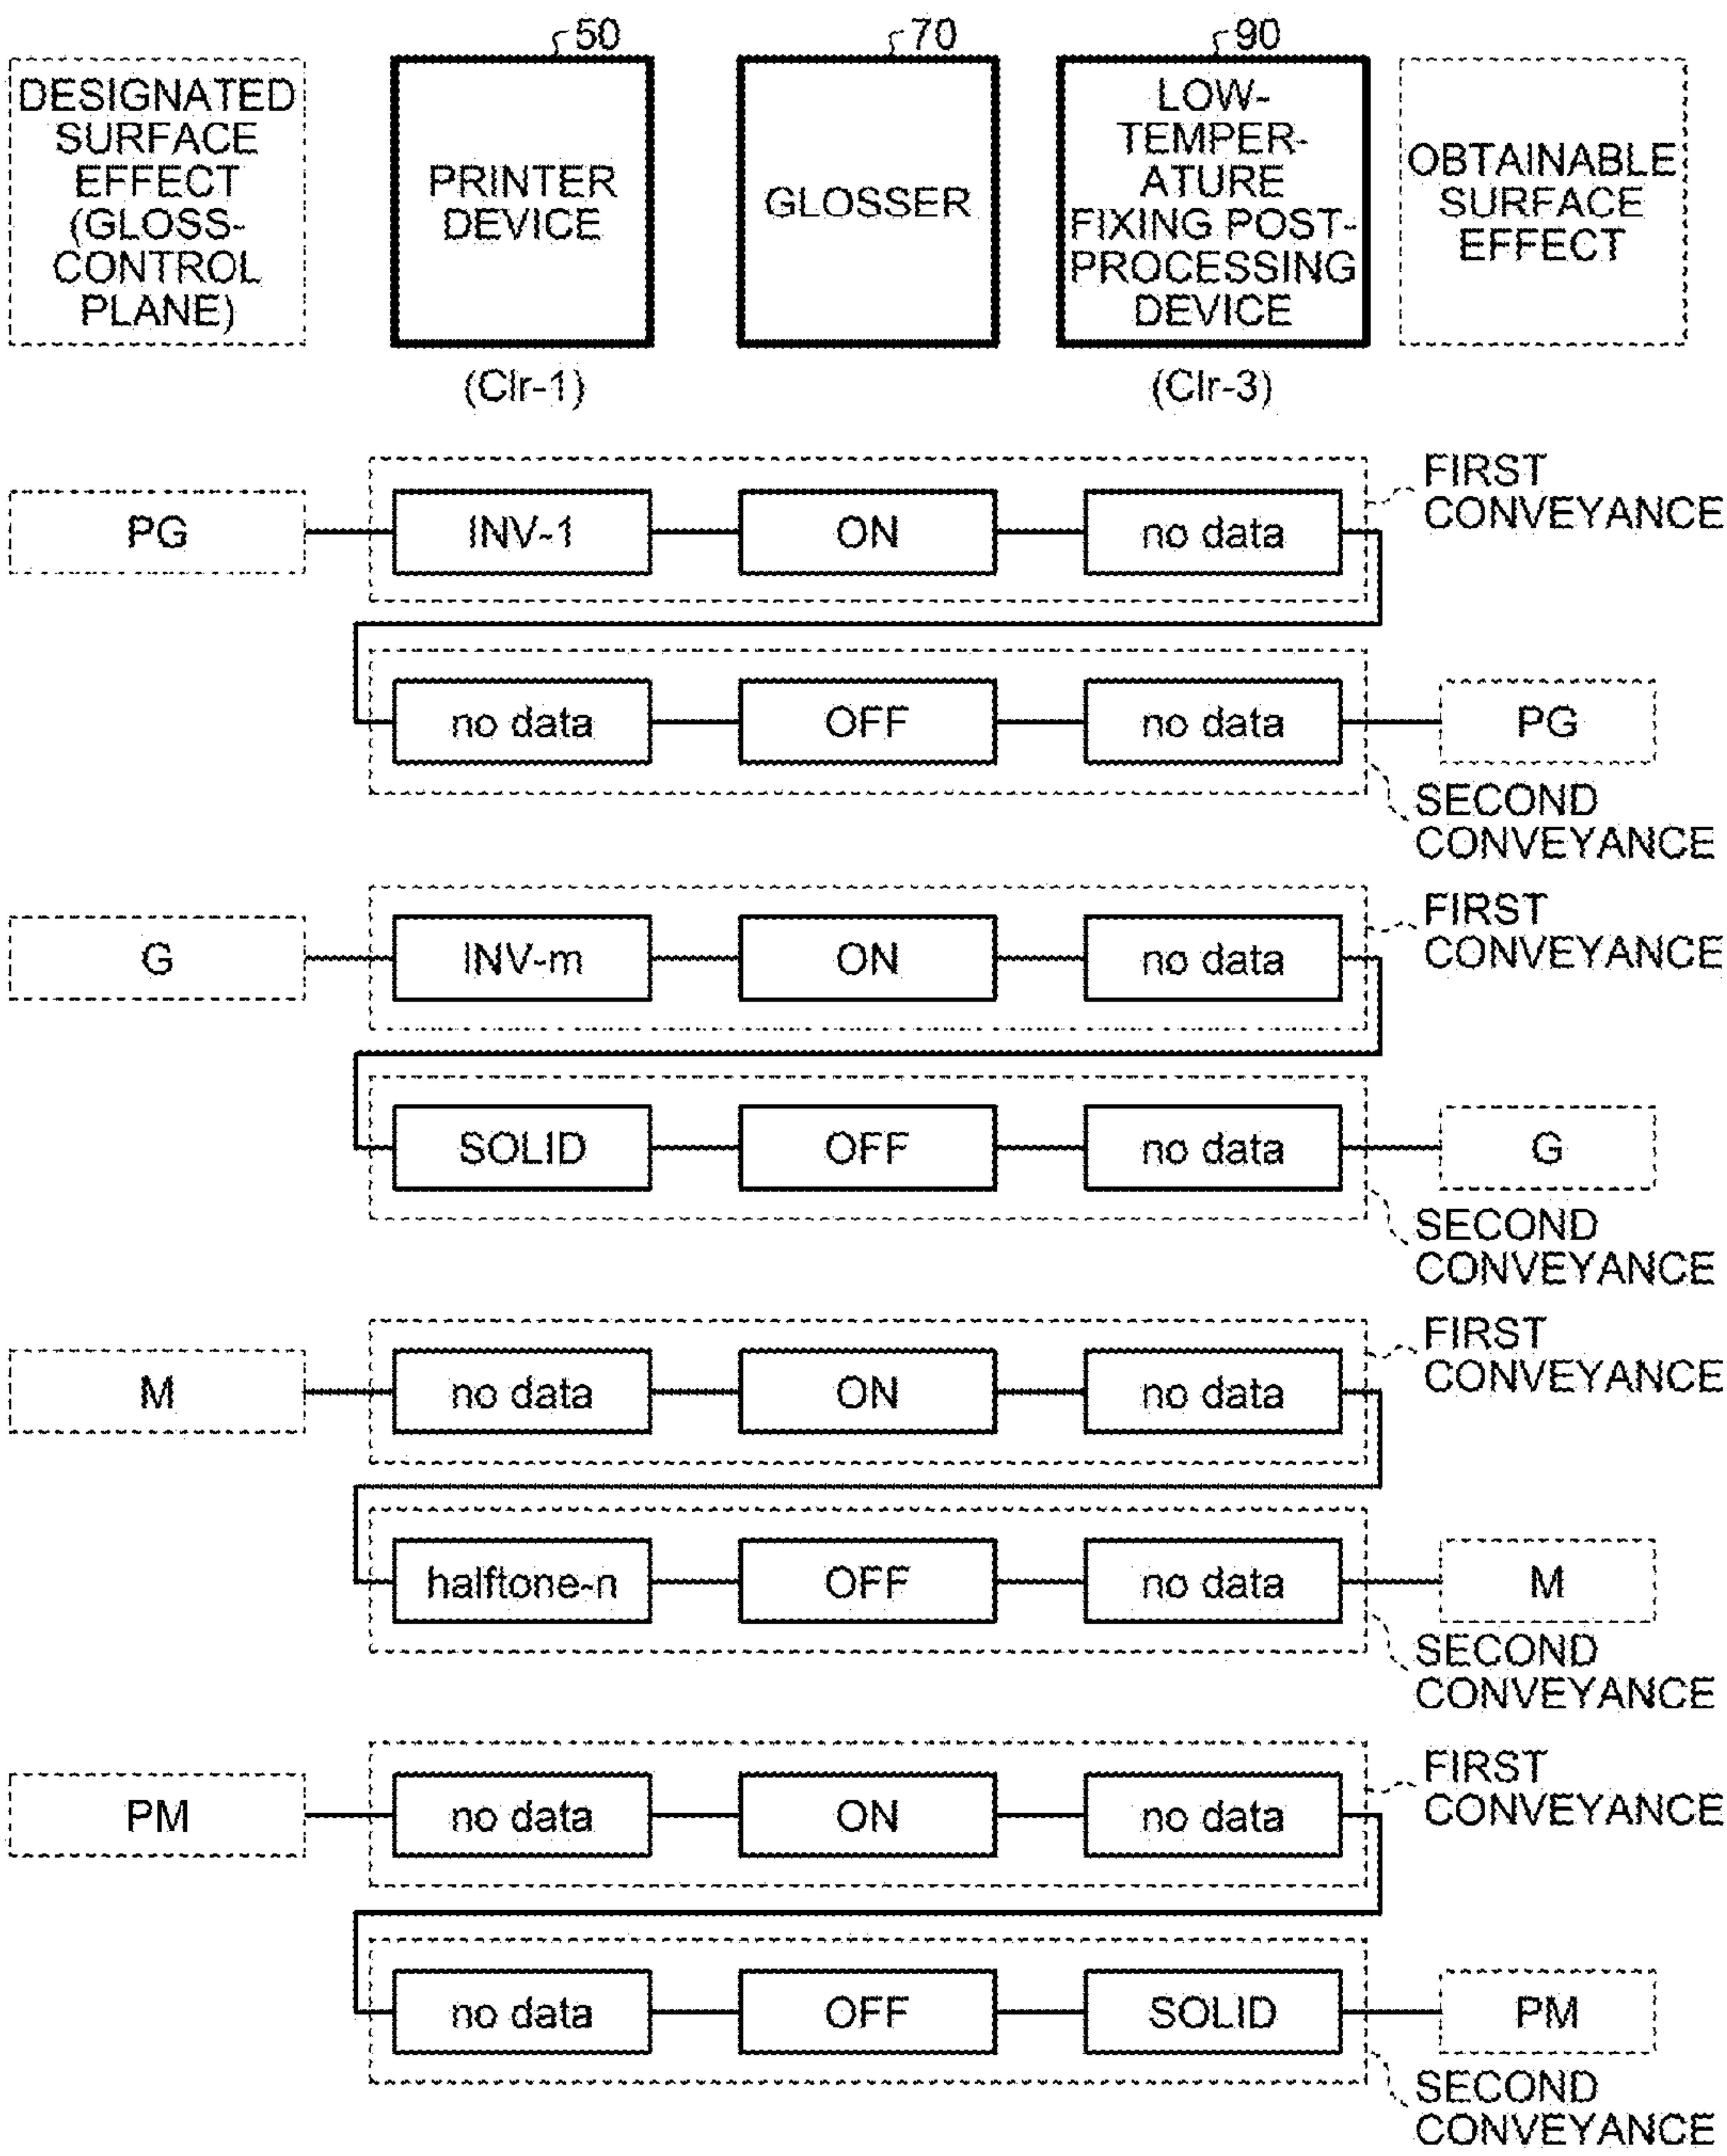 50
70
90
DESIGNATED
SURFACE
EFFECT
(GLOSS-
CONTROL
PLANE)
PRINTER
DEVICE
GLOSSER
LOW-
TEMPER-
ATURE
FIXING POST-
PROCESSING
DEVICE
OBTAINABLE
SURFACE
EFFECT
(Clr-1)
(Clr-3)
FIRST
CONVEYANCE
PG
INV-1
ON
no data
no data
OFF
no data
PG
SECOND
CONVEYANCE
FIRST
CONVEYANCE
G
INV-m
ON
no data
SOLID
OFF
no data
G
SECOND
CONVEYANCE
FIRST
CONVEYANCE
M
no data
ON
no data
halftone-n
OFF
no data
M
SECOND
CONVEYANCE
FIRST
CONVEYANCE
PM
no data
ON
no data
no data
OFF
SOLID
PM
SECOND
CONVEYANCE